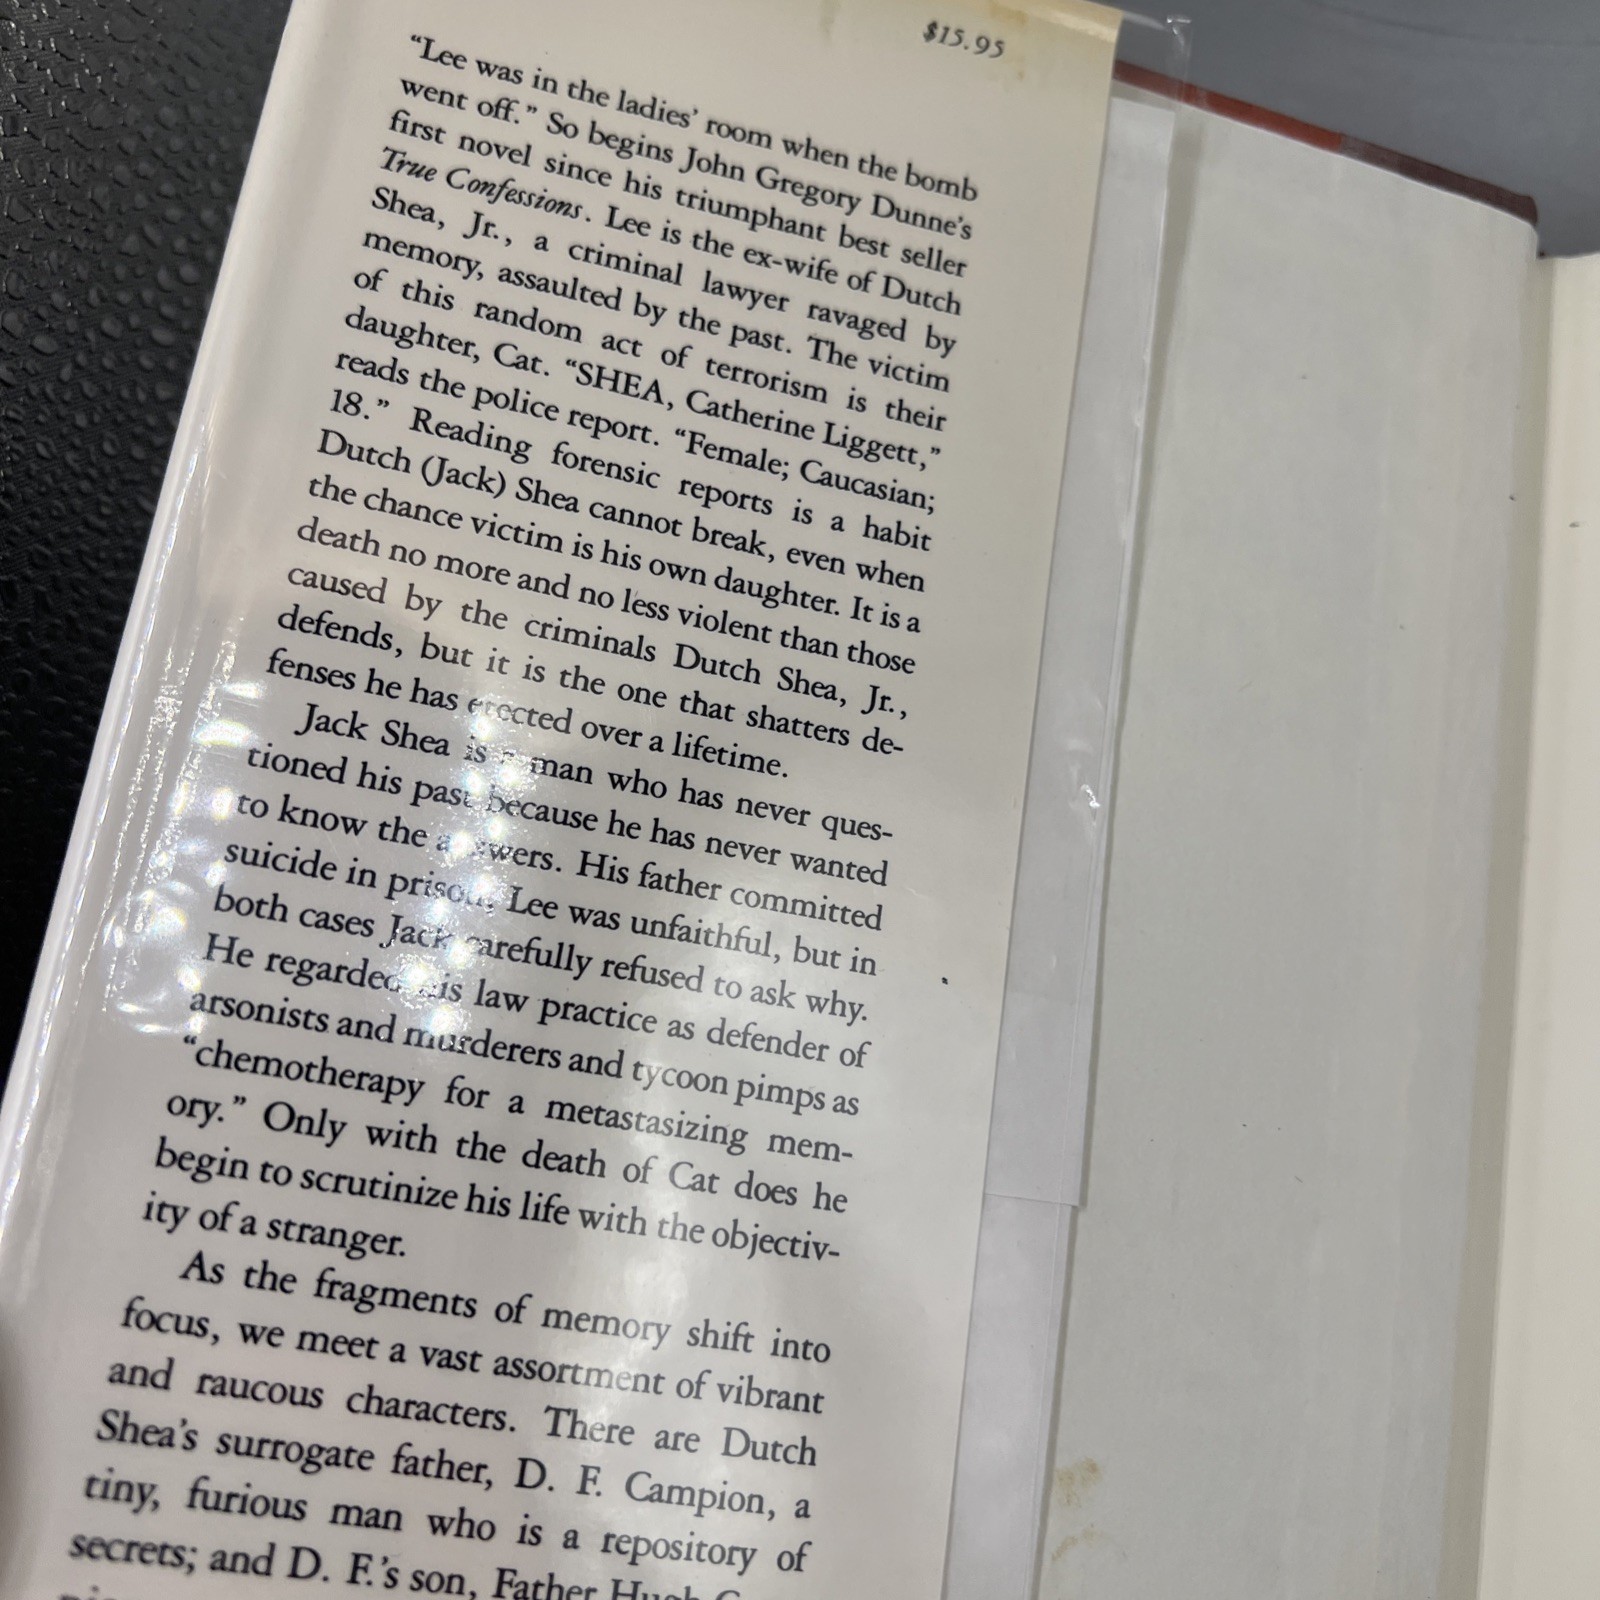 $15.95
“Lee was in the ladies’ room when the bomb
went off.” So begins John Gregory Dunne’s
first novel since his triumphant best seller
True Confessions. Lee is the ex-wife of Dutch
Shea, Jr., a criminal lawyer ravaged by
memory, assaulted by the past. The victim
of this random act of terrorism is their
daughter, Cat. “SHEA, Catherine Liggett,”
reads the police report. “Female; Caucasian;
18.” Reading forensic reports is a habit
Dutch (Jack) Shea cannot break, even when
the chance victim is his own daughter. It is a
death no more and no less violent than those
caused by the criminals Dutch Shea, Jr.,
defends, but it is the one that shatters de-
fenses he has erected over a lifetime.
Jack Shea is a man who has never ques-
tioned his past because he has never wanted
to know the answers. His father committed
suicide in prison, Lee was unfaithful, but in
both cases Jack carefully refused to ask why.
He regarded his law practice as defender of
arsonists and murderers and tycoon pimps as
“chemotherapy for a metastasizing mem-
ory.” Only with the death of Cat does he
begin to scrutinize his life with the objectiv-
ity of a stranger.
As the fragments of memory shift into
focus, we meet a vast assortment of vibrant
and raucous characters. There are Dutch
Shea’s surrogate father, D. F. Campion, a
tiny, furious man who is a repository of
secrets; and D. F.’s son, Father Hugh